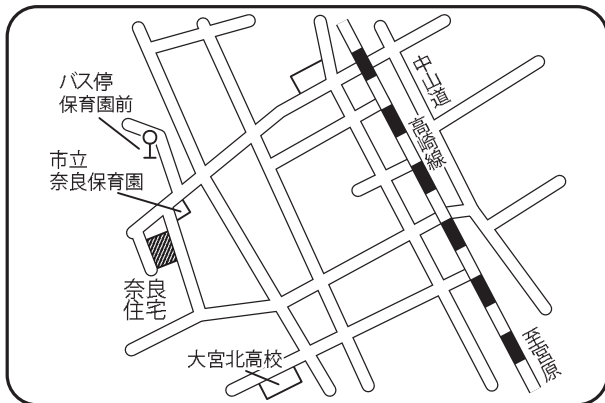 バス停
保育園前
市立
奈良保育園
奈良
住宅
大宮北高校
中山道
高崎線
至宮原